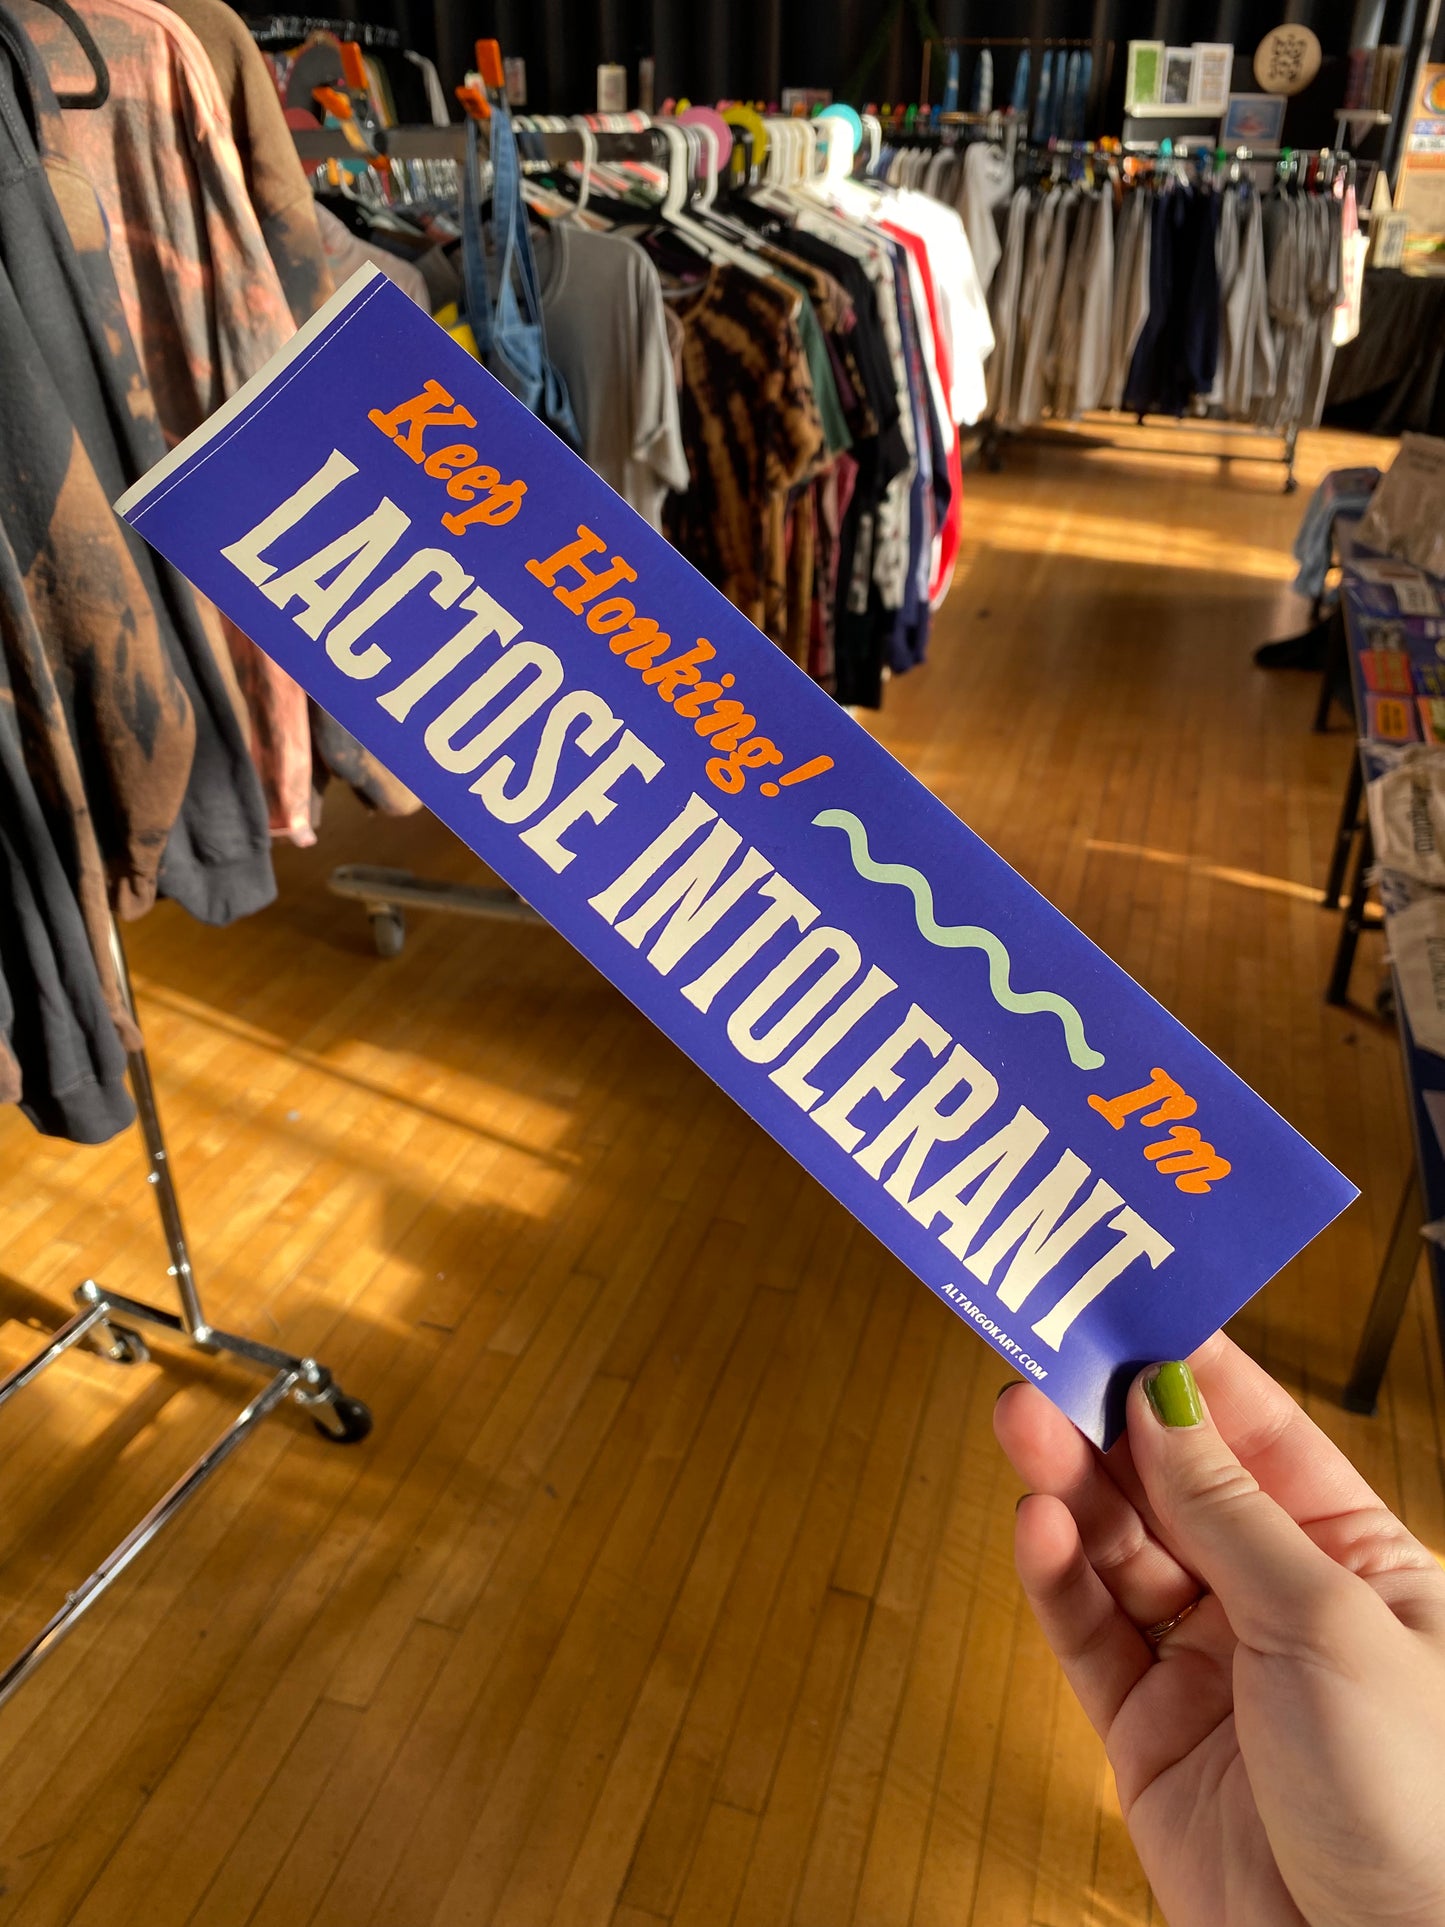 Keep Honking! I'm
LACTOSE INTOLERANT
ALTARGOKART.COM